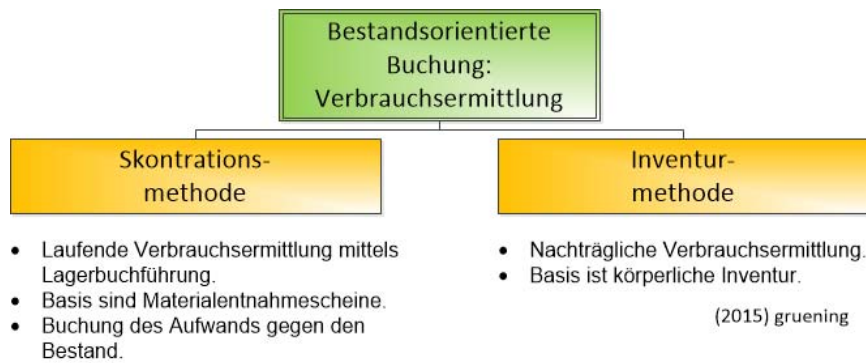 Bestandsorientierte
Buchung:
Verbrauchsermittlung
Skontrations-
methode
Inventur-
methode
• Laufende Verbrauchsermittlung mittels
Lagerbuchführung.
• Basis sind Materialentnahmescheine.
• Buchung des Aufwands gegen den
Bestand.
• Nachträgliche Verbrauchsermittlung.
• Basis ist körperliche Inventur.
(2015) gruening